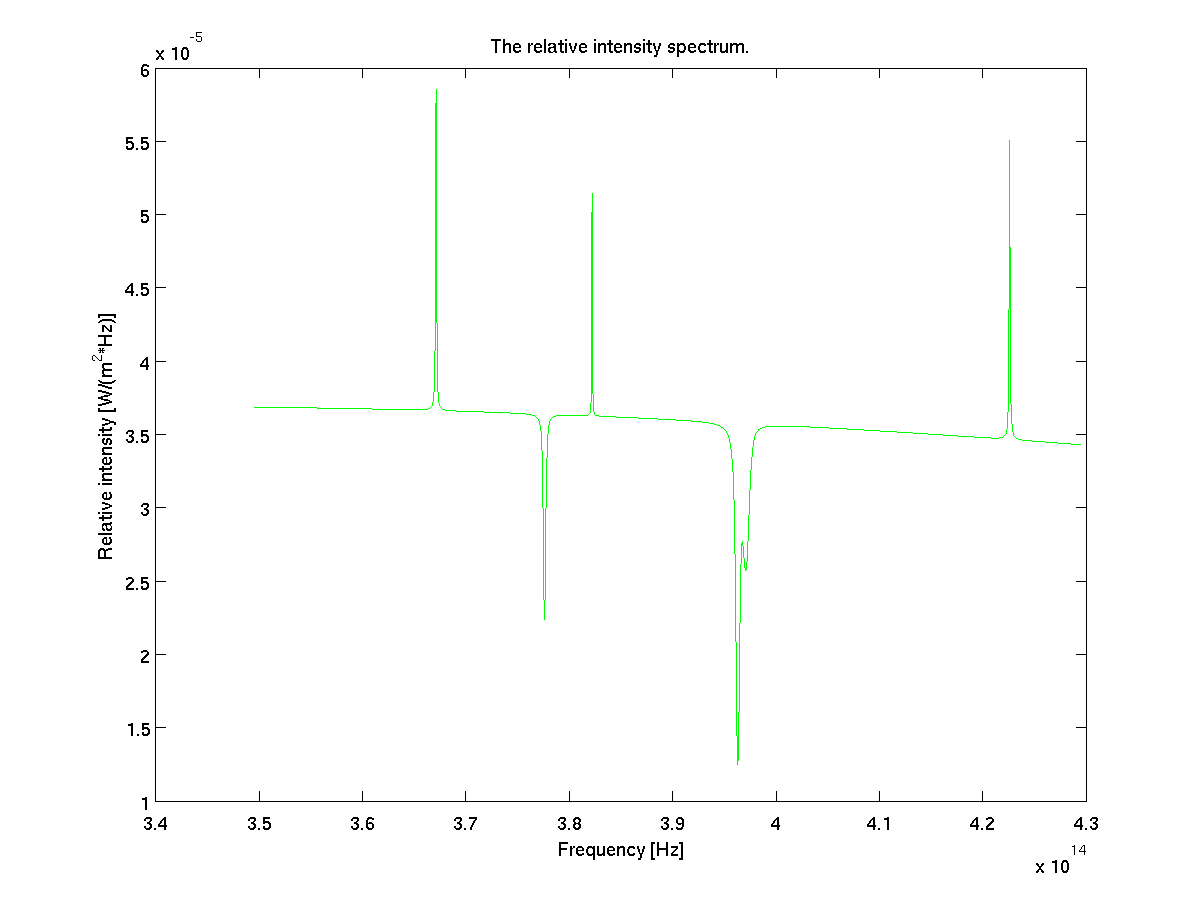 The relative intensity spectrum.
x 10^-5
6
5.5
5
4.5
4
3.5
3
2.5
2
1.5
1
Relative intensity [W/(m^2*Hz)]
3.4 3.5 3.6 3.7 3.8 3.9 4 4.1 4.2 4.3
Frequency [Hz]
x 10^14